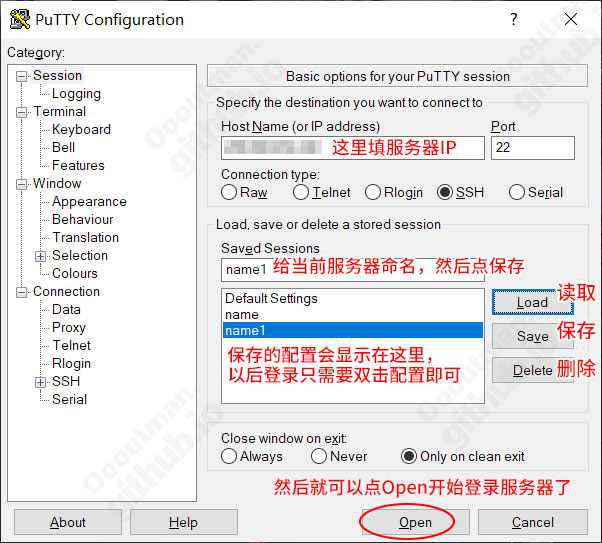 PuTTY Configuration
Category:
Session
Logging
Terminal
Keyboard
Bell
Features
Window
Appearance
Behaviour
Translation
Selection
Colours
Connection
Data
Proxy
Telnet
Rlogin
SSH
Serial
Basic options for your PuTTY session
Specify the destination you want to connect to
Host Name (or IP address)
Port
这里填服务器IP
22
Connection type:
Raw Telnet Rlogin SSH Serial
Load, save or delete a stored session
Saved Sessions
name1 给当前服务器命名，然后点保存
Default Settings
name
name1
保存的配置会显示在这里，
以后登录只需要双击配置即可
Load 读取
Save 保存
Delete 删除
Close window on exit:
Always Never Only on clean exit
然后就可以点Open开始登录服务器了
About Help Open Cancel
Oooutman.
github.io
Oooutman.
github.io
Oooutman.
github.io
Oooutman.
github.io